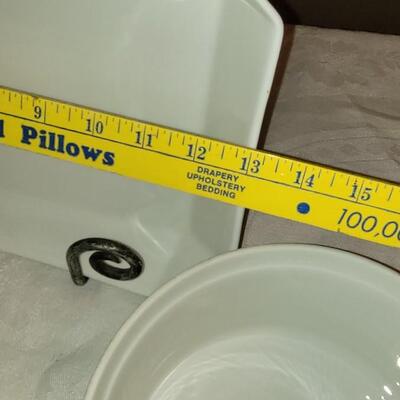 9 10 11 12 13 14 15
Pillows
DRAPERY
UPHOLSTERY
BEDDING
100,00